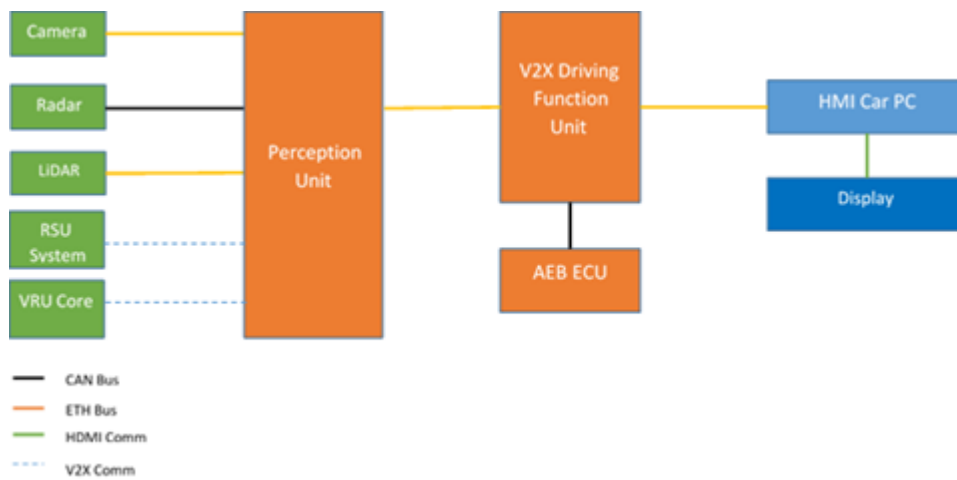 Camera
Radar
LiDAR
RSU
System
VRU Core
Perception
Unit
V2X Driving
Function
Unit
AEB ECU
HMI Car PC
Display
CAN Bus
ETH Bus
HDMI Comm
V2X Comm